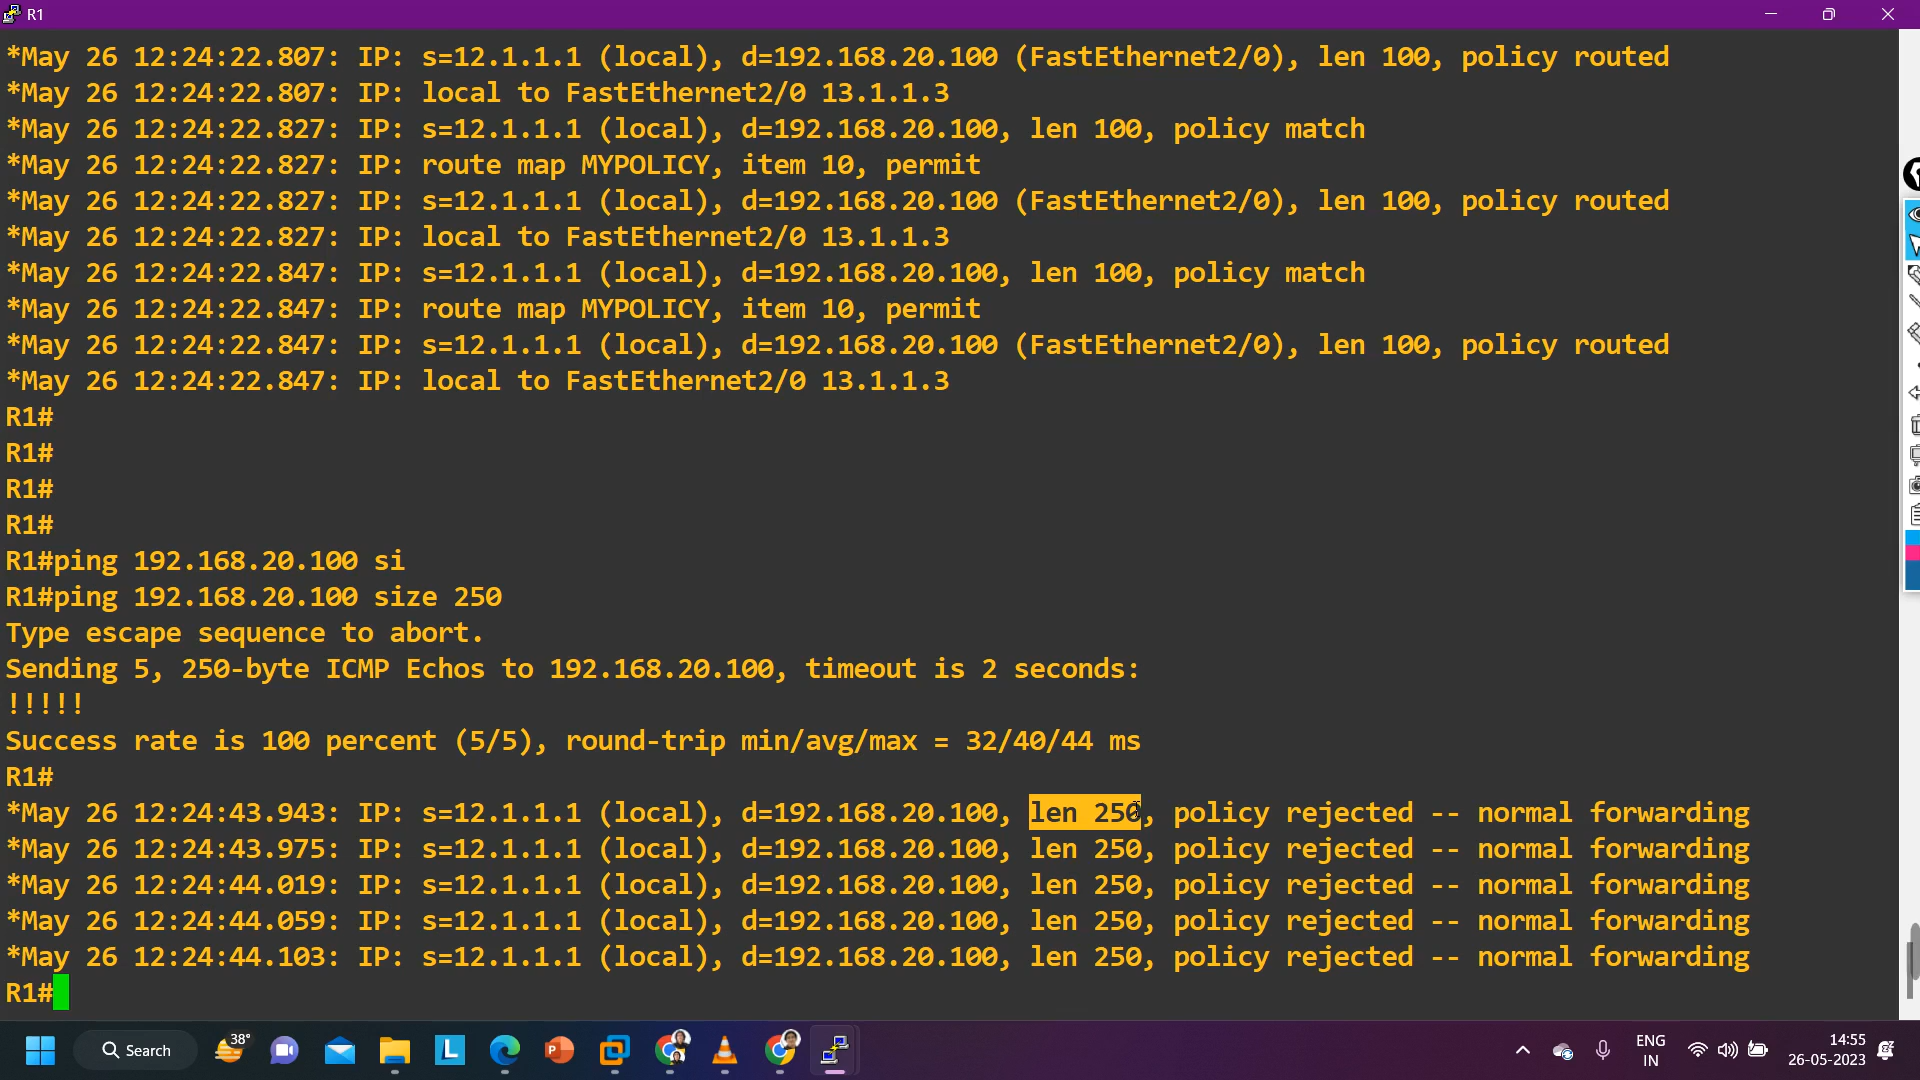 R1
*May 26 12:24:22.807: IP: s=12.1.1.1 (local), d=192.168.20.100 (FastEthernet2/0), len 100, policy routed
*May 26 12:24:22.807: IP: local to FastEthernet2/0 13.1.1.3
*May 26 12:24:22.827: IP: s=12.1.1.1 (local), d=192.168.20.100, len 100, policy match
*May 26 12:24:22.827: IP: route map MYPOLICY, item 10, permit
*May 26 12:24:22.827: IP: s=12.1.1.1 (local), d=192.168.20.100 (FastEthernet2/0), len 100, policy routed
*May 26 12:24:22.827: IP: local to FastEthernet2/0 13.1.1.3
*May 26 12:24:22.847: IP: s=12.1.1.1 (local), d=192.168.20.100, len 100, policy match
*May 26 12:24:22.847: IP: route map MYPOLICY, item 10, permit
*May 26 12:24:22.847: IP: s=12.1.1.1 (local), d=192.168.20.100 (FastEthernet2/0), len 100, policy routed
*May 26 12:24:22.847: IP: local to FastEthernet2/0 13.1.1.3
R1#
R1#
R1#
R1#
R1#ping 192.168.20.100 si
R1#ping 192.168.20.100 size 250
Type escape sequence to abort.
Sending 5, 250-byte ICMP Echos to 192.168.20.100, timeout is 2 seconds:
!!!!!
Success rate is 100 percent (5/5), round-trip min/avg/max = 32/40/44 ms
R1#
*May 26 12:24:43.943: IP: s=12.1.1.1 (local), d=192.168.20.100, len 250, policy rejected -- normal forwarding
*May 26 12:24:43.975: IP: s=12.1.1.1 (local), d=192.168.20.100, len 250, policy rejected -- normal forwarding
*May 26 12:24:44.019: IP: s=12.1.1.1 (local), d=192.168.20.100, len 250, policy rejected -- normal forwarding
*May 26 12:24:44.059: IP: s=12.1.1.1 (local), d=192.168.20.100, len 250, policy rejected -- normal forwarding
*May 26 12:24:44.103: IP: s=12.1.1.1 (local), d=192.168.20.100, len 250, policy rejected -- normal forwarding
R1#
Search
38°
L
P
ENG
IN
14:55
26-05-2023